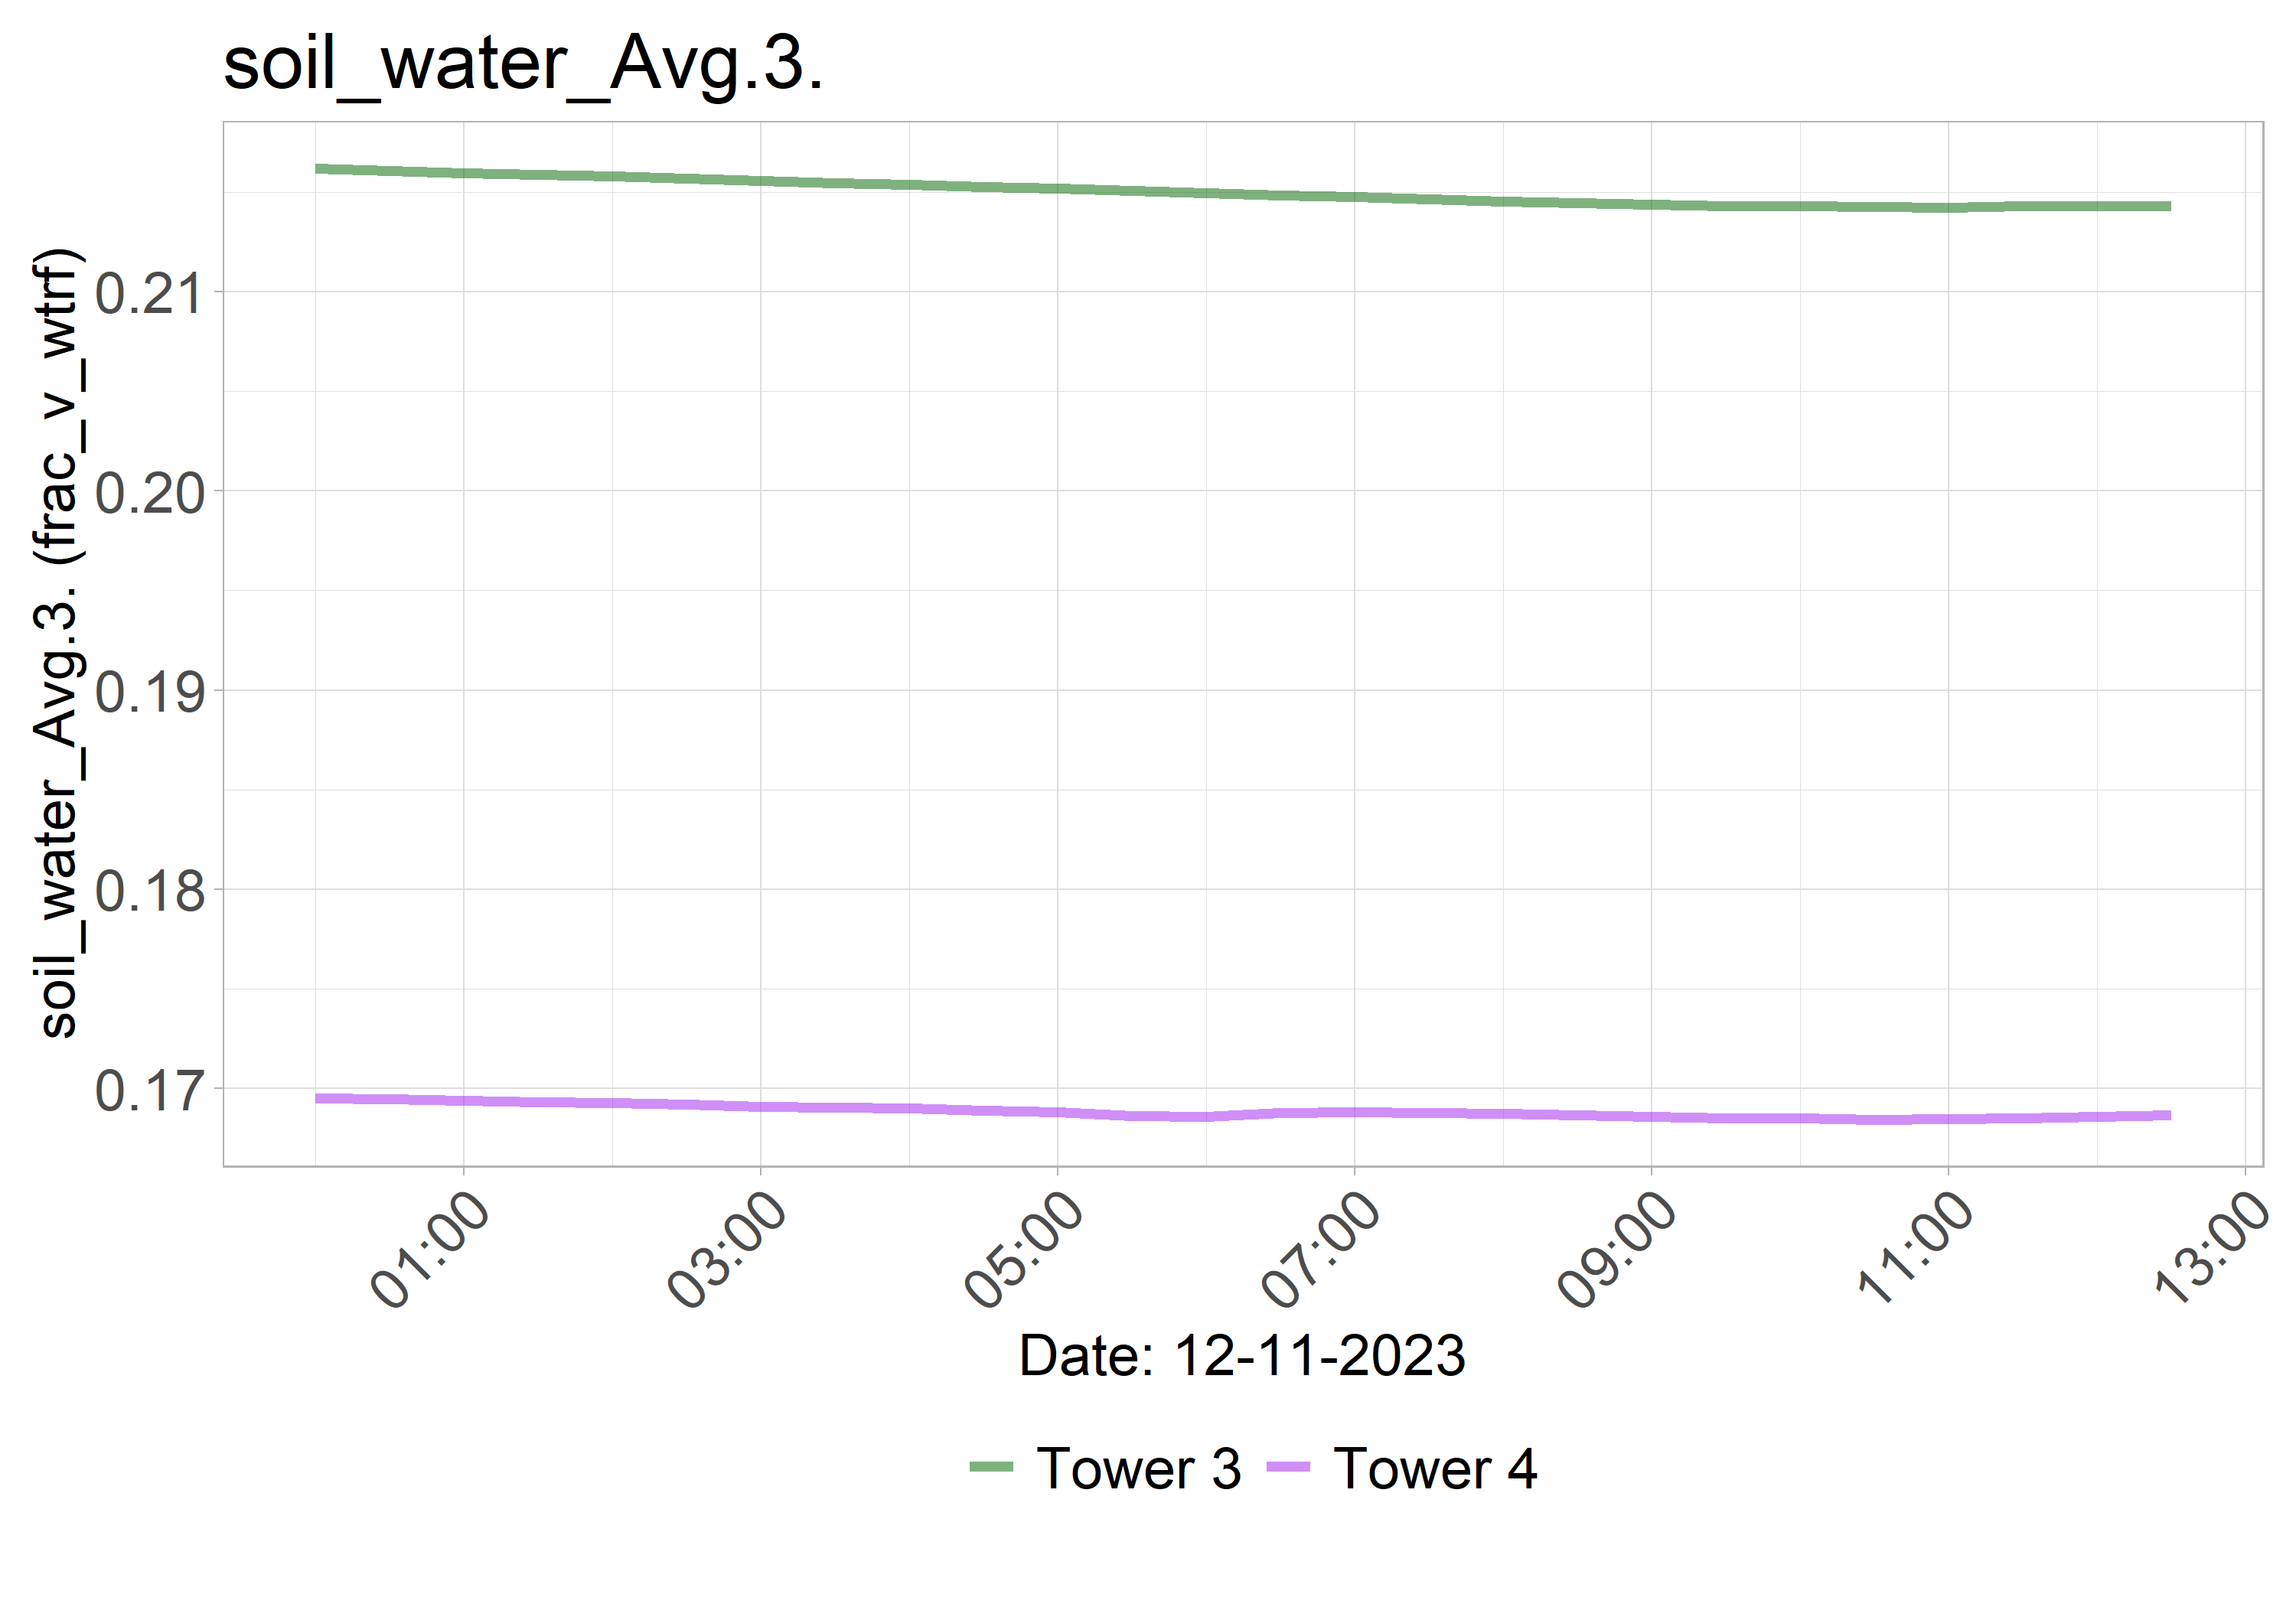 soil_water_Avg.3.
soil_water_Avg.3. (frac_v_wtrf)
0.21
0.20
0.19
0.18
0.17
01:00
03:00
05:00
07:00
09:00
11:00
13:00
Date: 12-11-2023
Tower 3
Tower 4